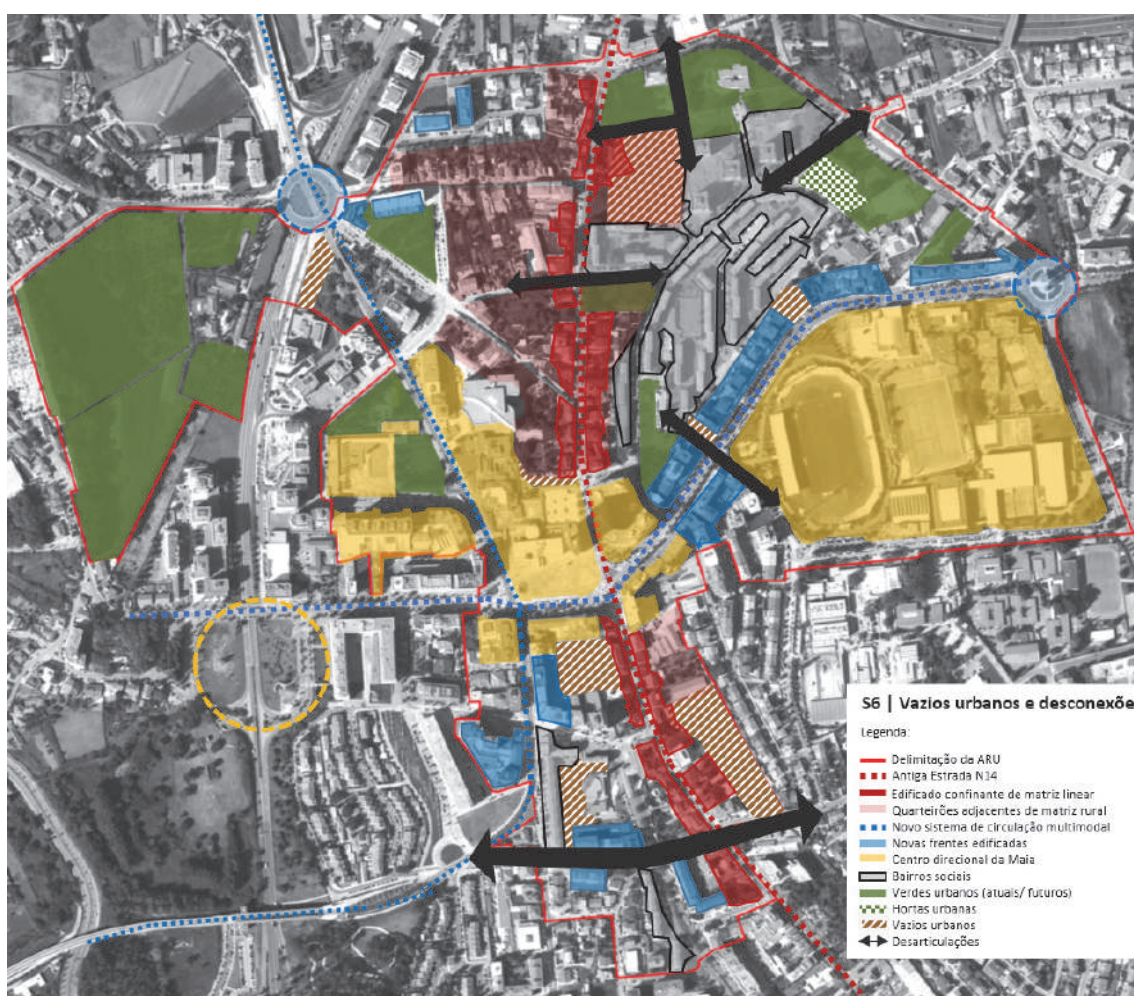 S6 | Vazios urbanos e desconexõe
Legenda:
Delimitação da ARU
Antiga Estrada N14
Edificado confinante de matriz linear
Quarteirões adjacentes de matriz rural
Novo sistema de circulação multimodal
Novas frentes edificadas
Centro direcional da Maia
Bairros sociais
Verdes urbanos (atuais/ futuros)
Hortas urbanas
Vazios urbanos
Desarticulações